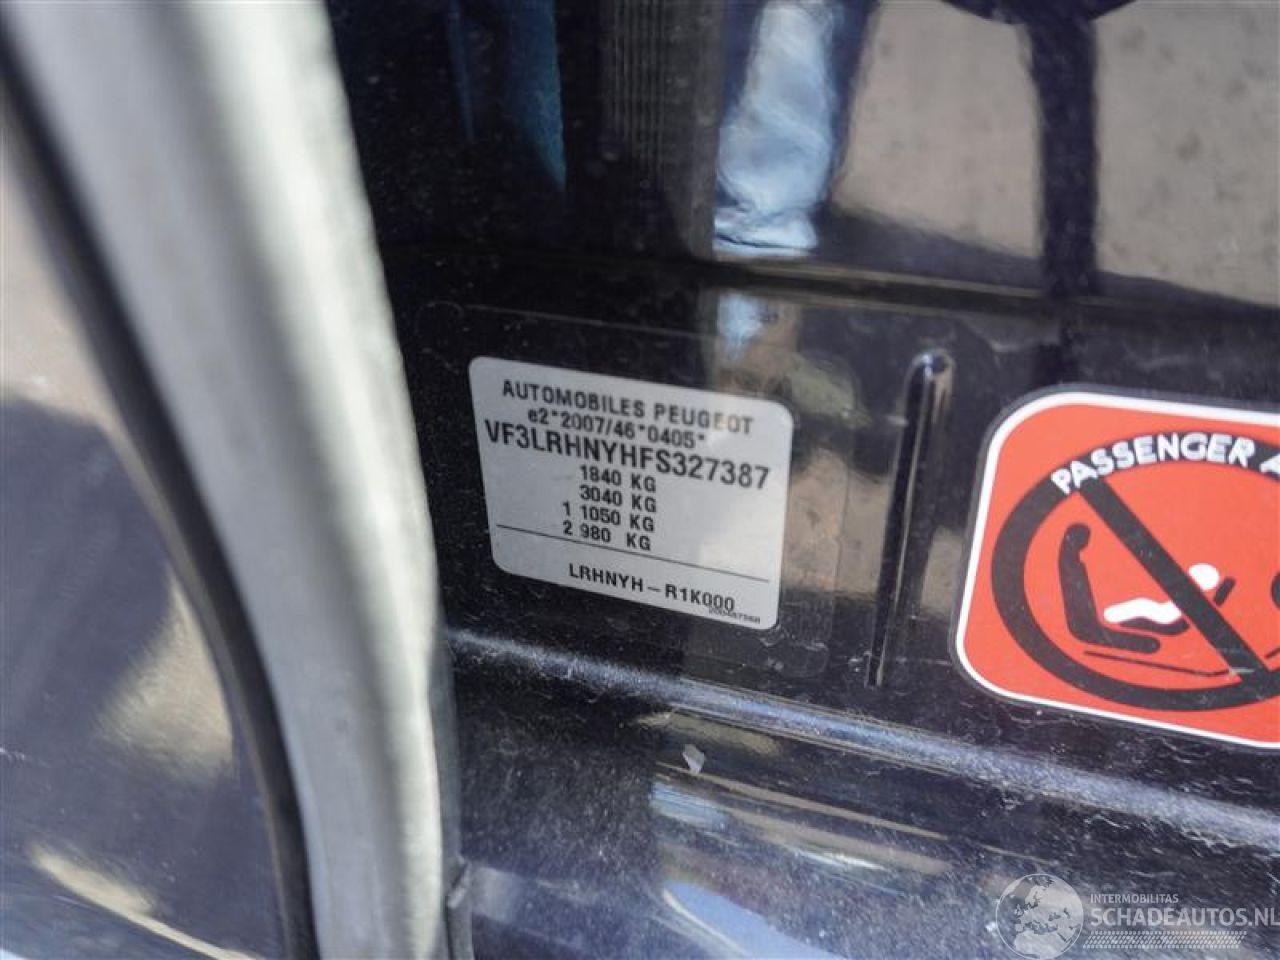 AUTOMOBILES PEUGEOT
e2*2007/46*0405*
VF3LRHNYHFS327387
1840 KG
3040 KG
1 1050 KG
2 980 KG
LRHNYH-R1K000
PASSENGER A
INTERMOBILITAS
SCHADEAUTOS.NL